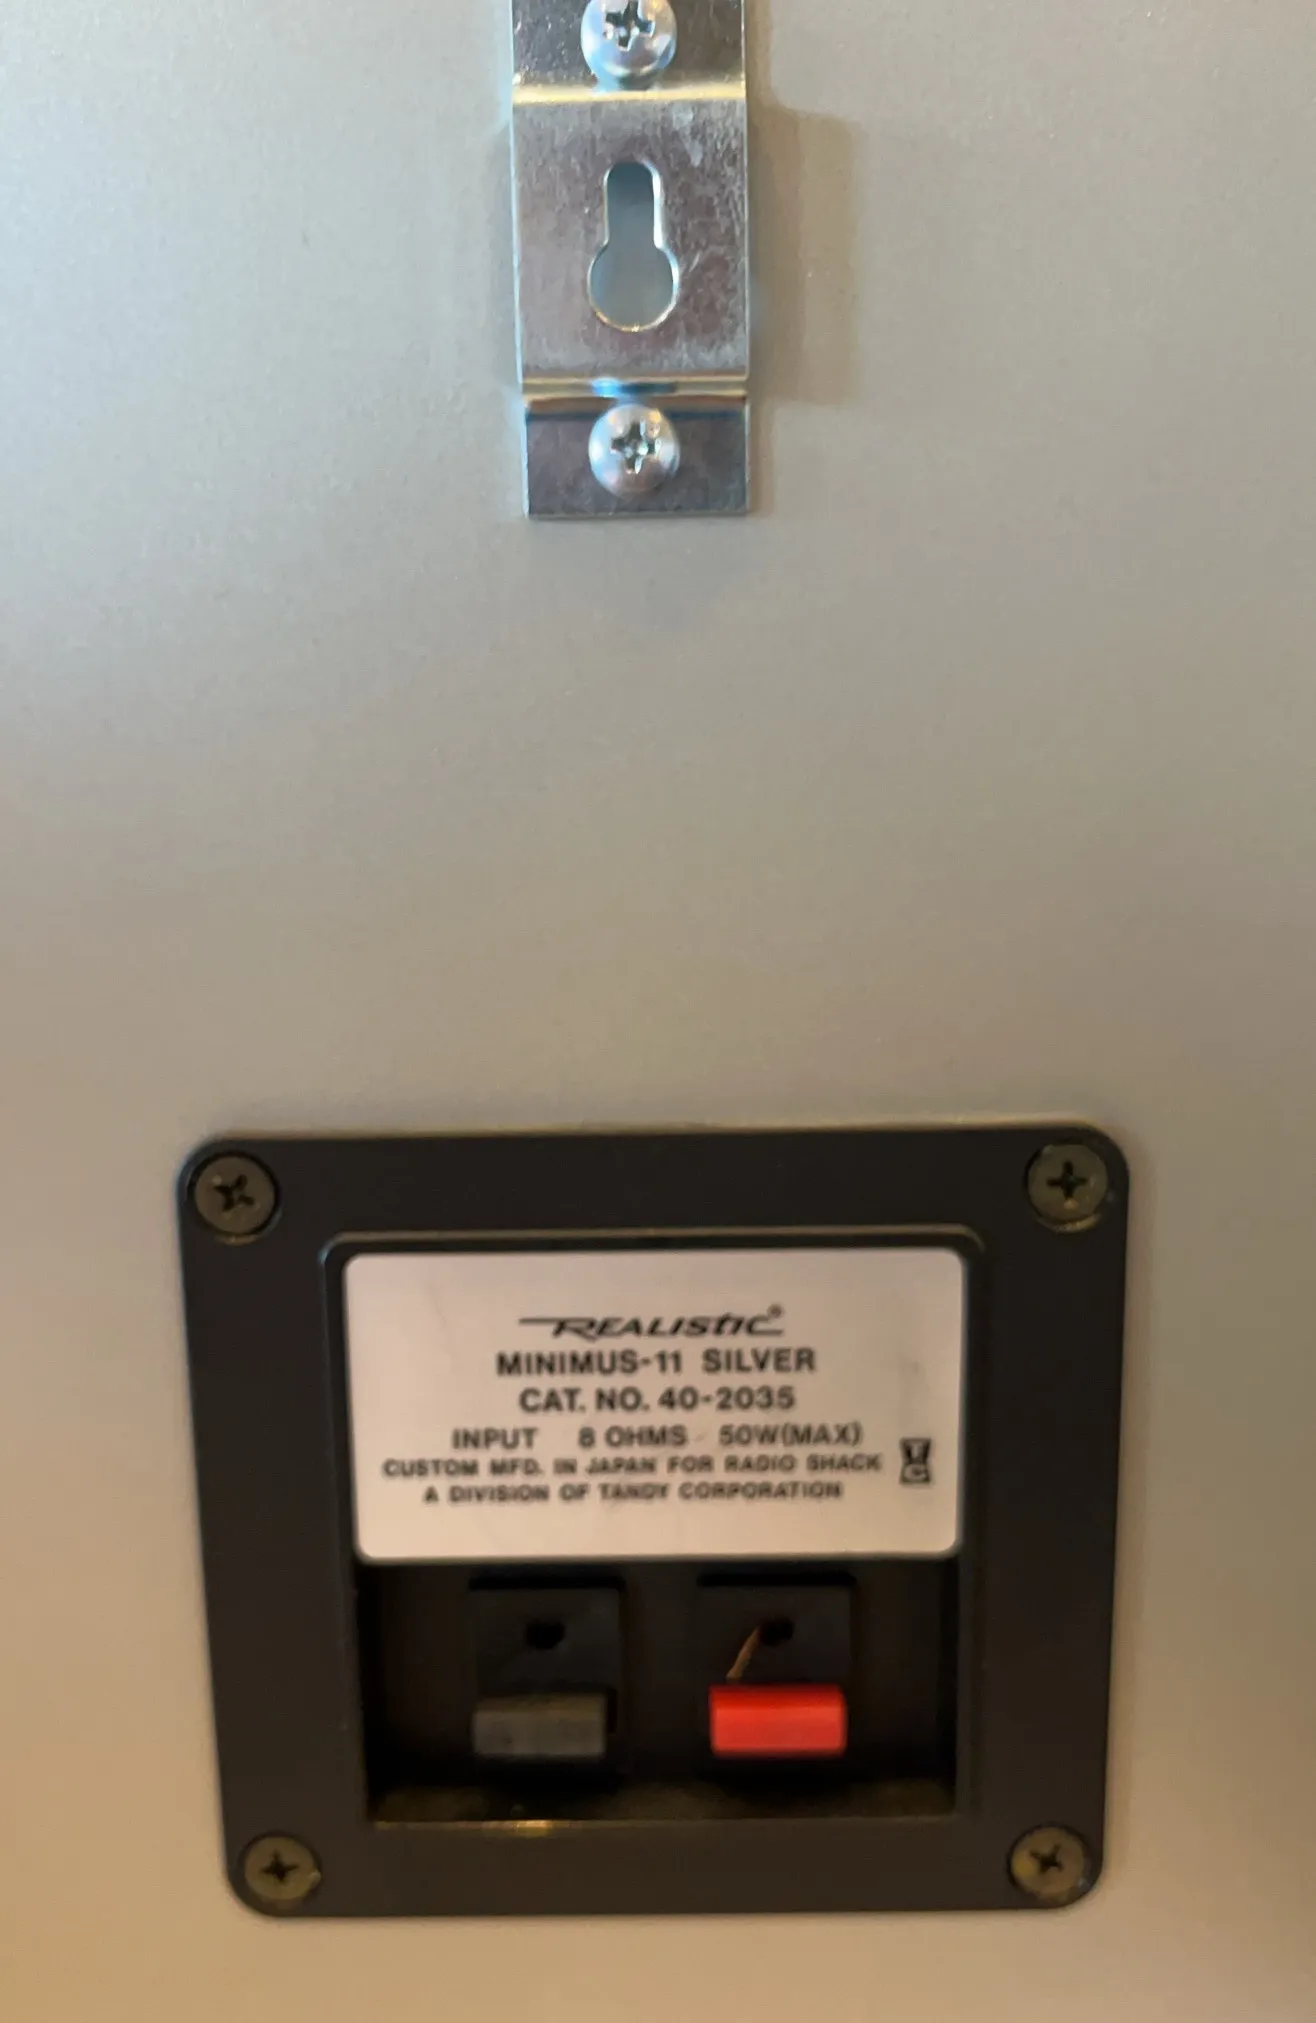 REALISTIC®
MINIMUS-11 SILVER
CAT. NO. 40-2035
INPUT 8 OHMS 50W(MAX)
CUSTOM MFD. IN JAPAN FOR RADIO SHACK
A DIVISION OF TANDY CORPORATION